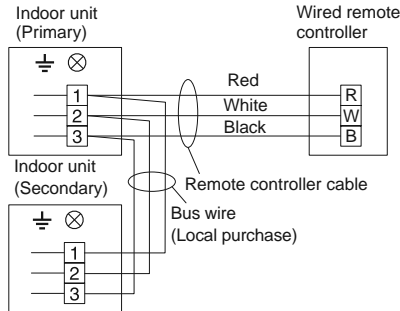 Indoor unit
(Primary)
Wired remote
controller
1
2
3
Red
White
Black
R
W
B
Indoor unit
(Secondary)
Remote controller cable
Bus wire
(Local purchase)
1
2
3